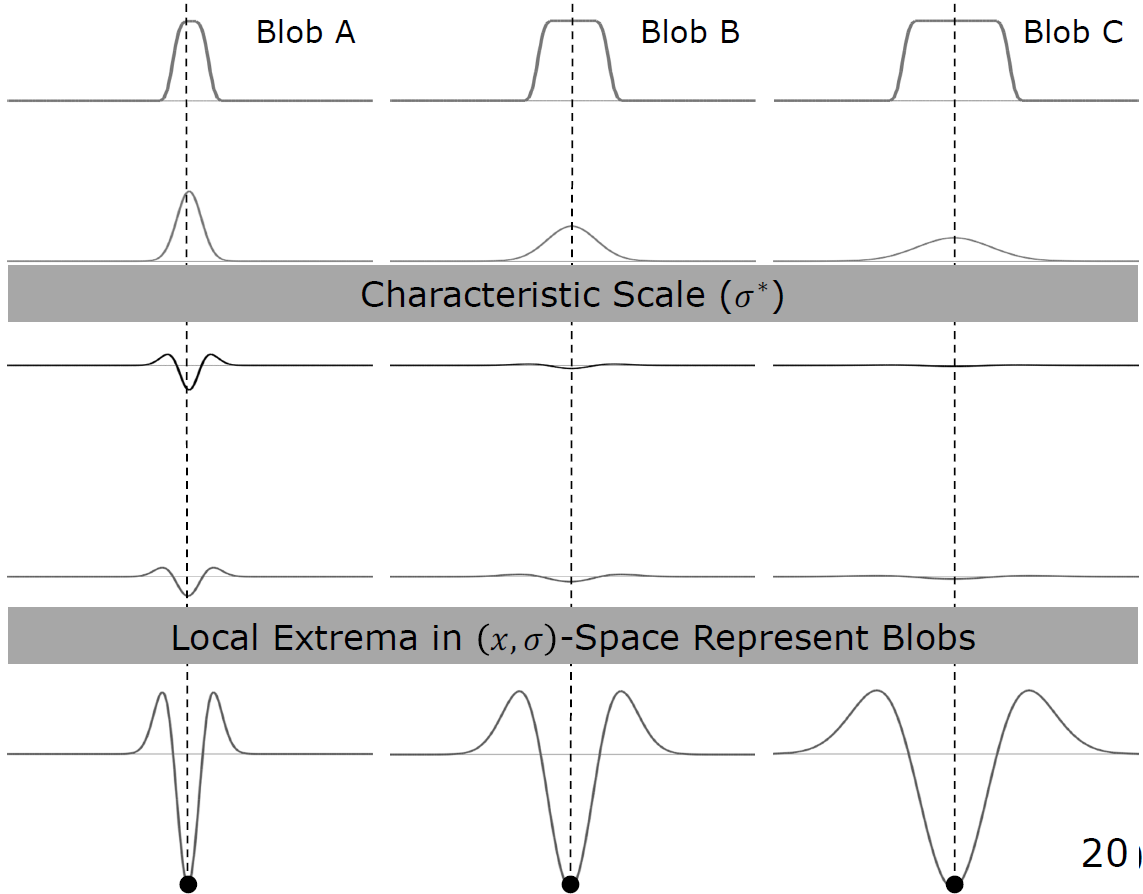 Blob A
Blob B
Blob C
Characteristic Scale (σ*)
Local Extrema in (x, σ)-Space Represent Blobs
20